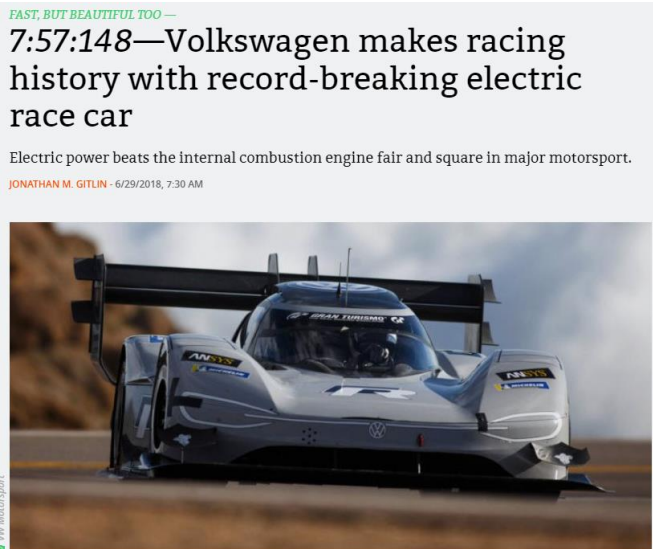 FAST, BUT BEAUTIFUL TOO —
7:57:148—Volkswagen makes racing
history with record-breaking electric
race car
Electric power beats the internal combustion engine fair and square in major motorsport.
JONATHAN M. GITLIN - 6/29/2018, 7:30 AM
GRAN TURISMO
ANSYS
MICHELIN
ANSYS
MICHELIN
R
VW Motorsport